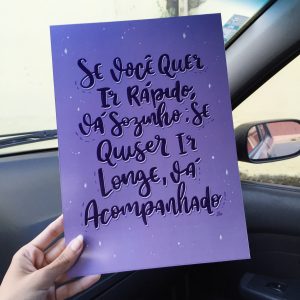 Se Você Quer
Ir Rápido,
Vá Sozinho. Se
Quiser Ir
Longe, Vá
Acompanhado